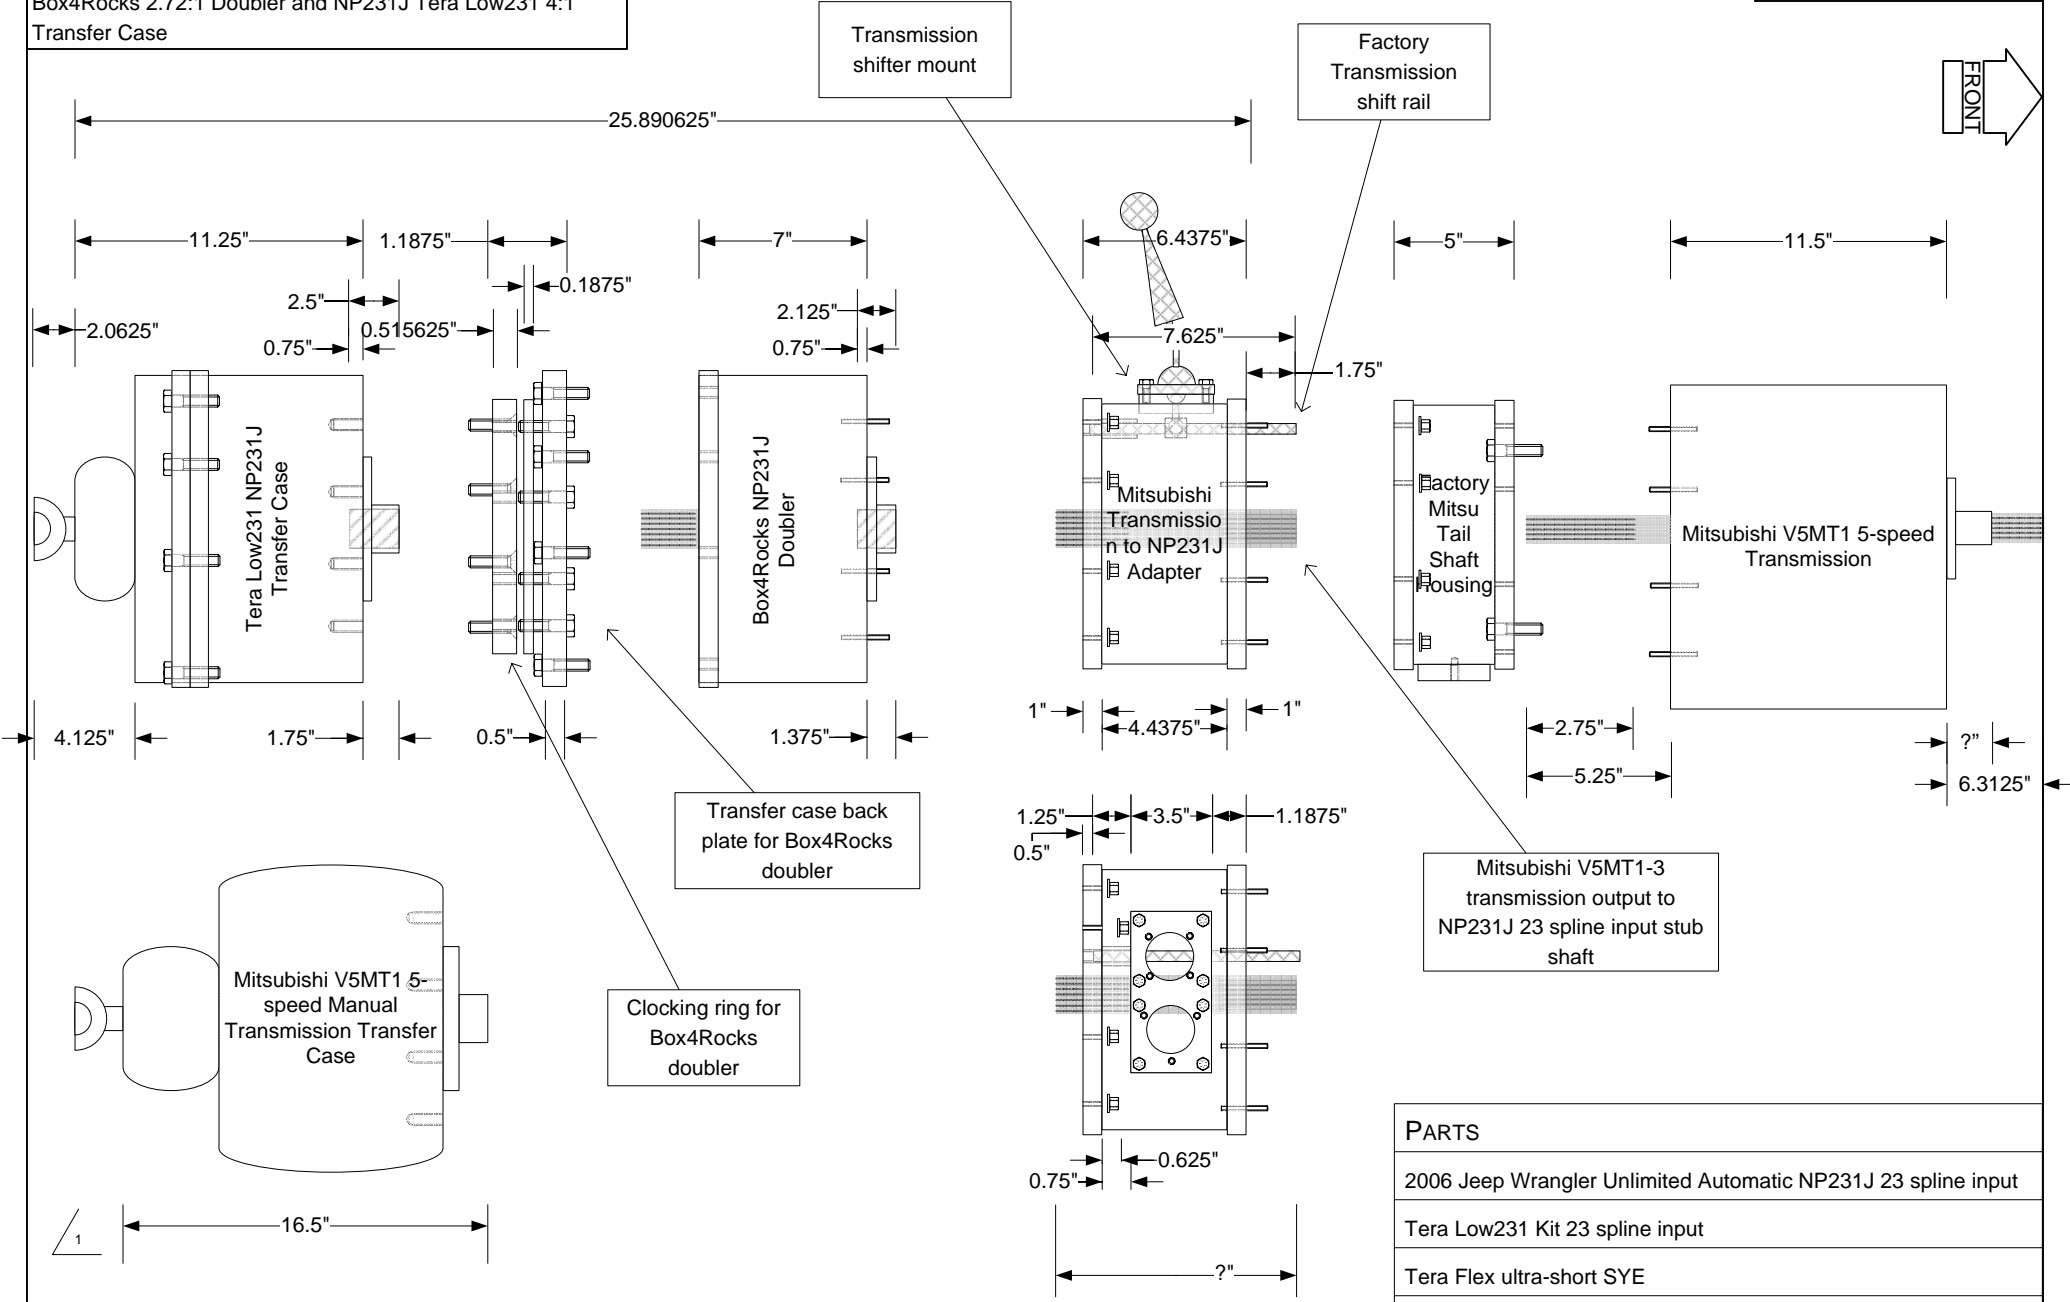 Box4Rocks 2.72:1 Doubler and NP231J Tera Low231 4:1
Transfer Case
Transmission
shifter mount
Factory
Transmission
shift rail
FRONT
25.890625"
11.25"
1.1875"
7"
6.4375"
5"
11.5"
2.5"
0.1875"
2.0625"
0.515625"
2.125"
7.625"
0.75"
0.75"
1.75"
Tera Low231 NP231J
Transfer Case
Box4Rocks NP231J
Doubler
Mitsubishi
Transmissio
n to NP231J
Adapter
actory
Mitsu
Tail
Shaft
Housing
Mitsubishi V5MT1 5-speed
Transmission
4.125"
1.75"
0.5"
1.375"
1"
4.4375"
1"
2.75"
5.25"
?"
6.3125"
Transfer case back
plate for Box4Rocks
doubler
1.25"
3.5"
1.1875"
0.5"
Mitsubishi V5MT1-3
transmission output to
NP231J 23 spline input stub
shaft
Mitsubishi V5MT1 5-
speed Manual
Transmission Transfer
Case
Clocking ring for
Box4Rocks
doubler
0.625"
0.75"
16.5"
1
?"
PARTS
2006 Jeep Wrangler Unlimited Automatic NP231J 23 spline input
Tera Low231 Kit 23 spline input
Tera Flex ultra-short SYE